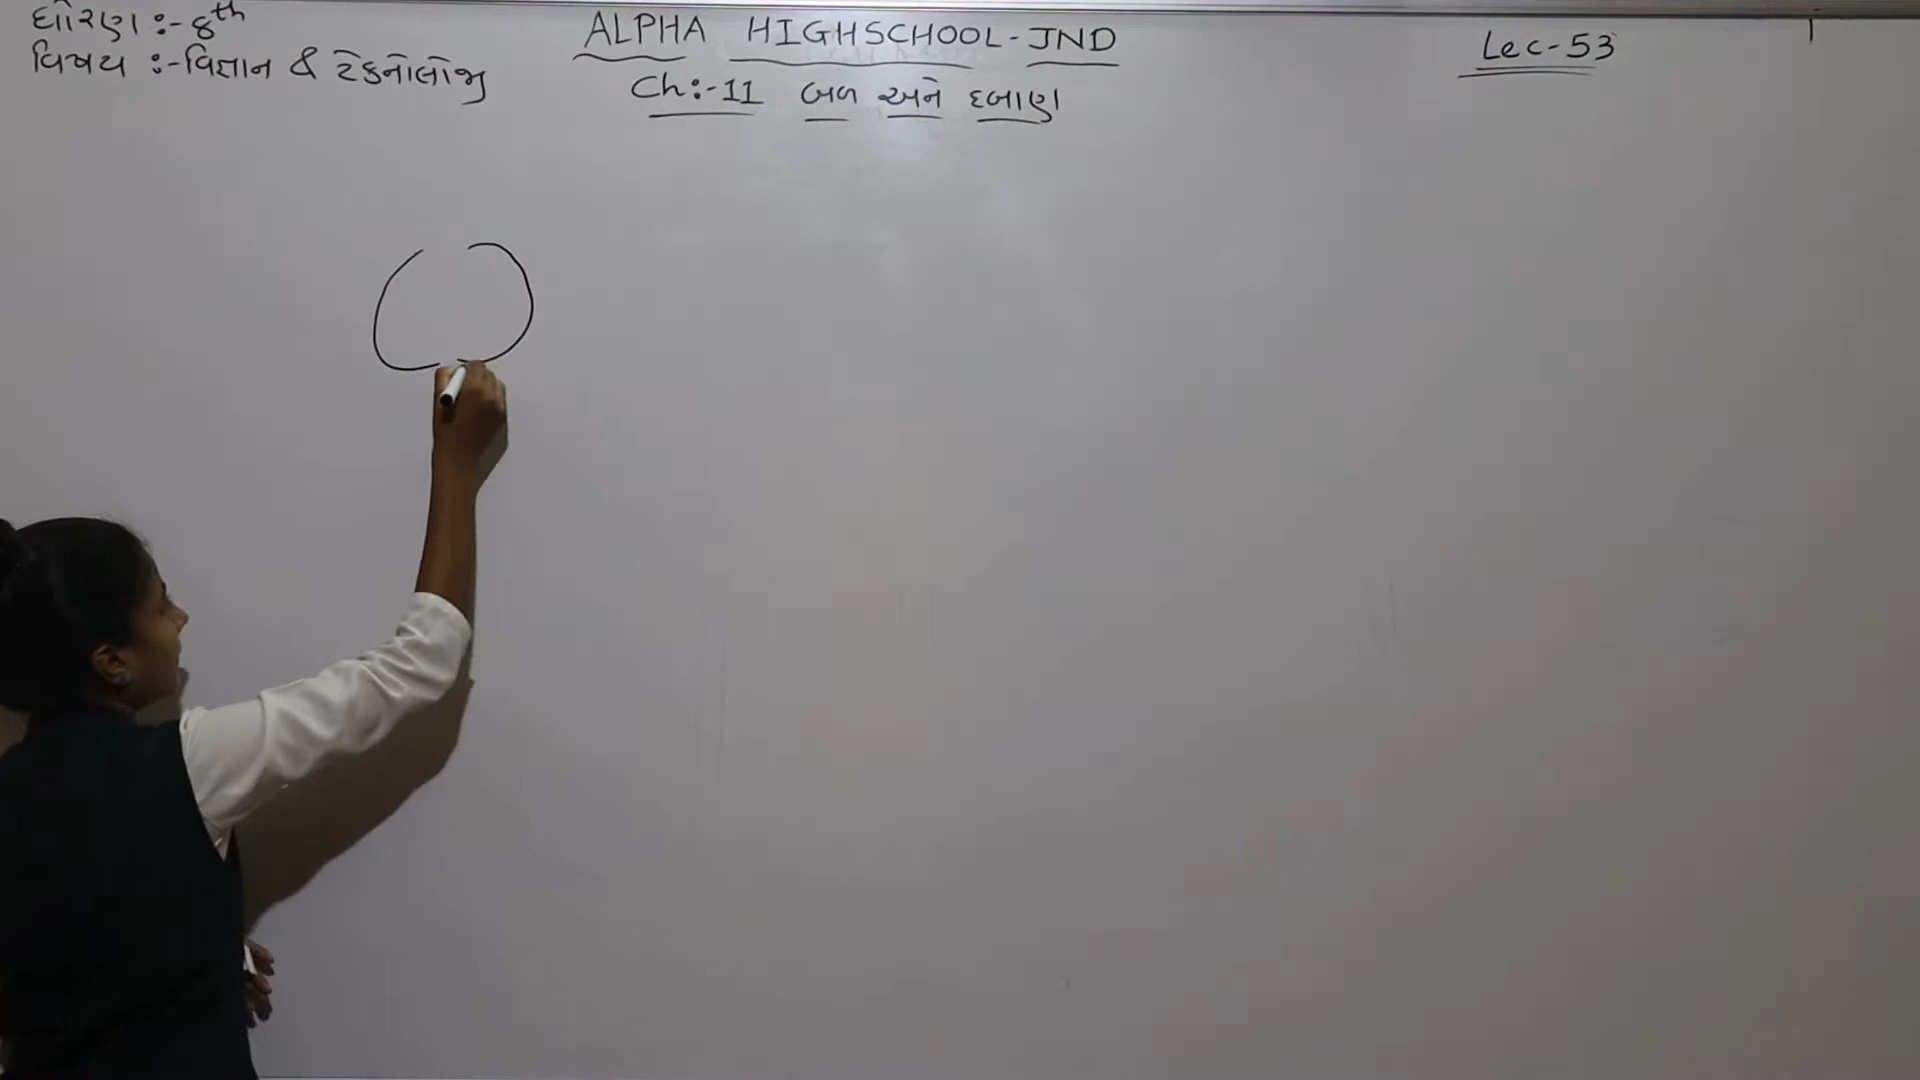 ધોરણ :- 8th
વિષય :- વિજ્ઞાન & ટેકનોલોજી
ALPHA HIGHSCHOOL-JND
Ch:-11 બળ અને દબાણ
Lec-53